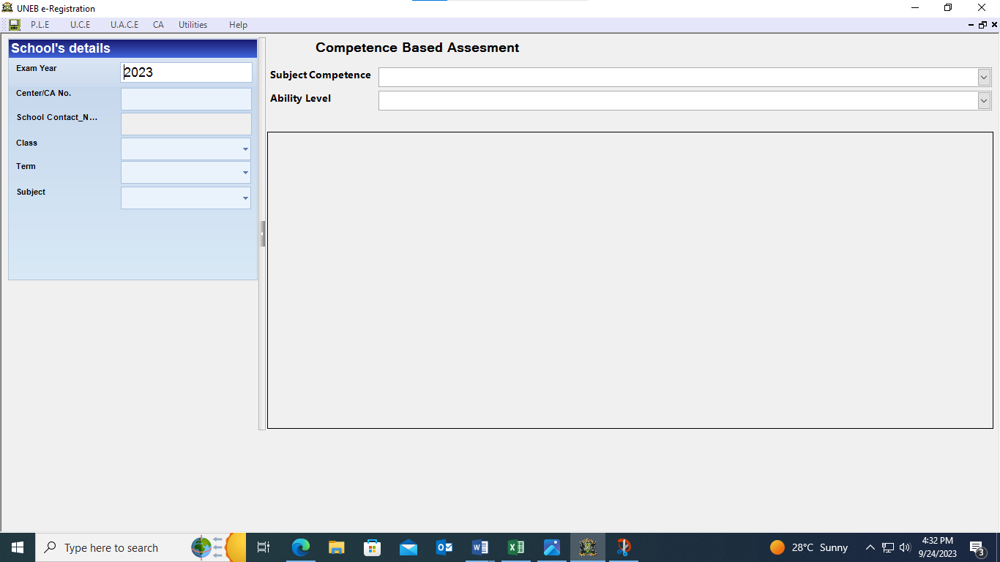 UNEB e-Registration
P.L.E U.C.E U.A.C.E CA Utilities Help
School's details
Exam Year 2023
Center/CA No.
School Contact_N...
Class
Term
Subject
Competence Based Assesment
Subject Competence
Ability Level
Type here to search
28°C Sunny
4:32 PM
9/24/2023
3